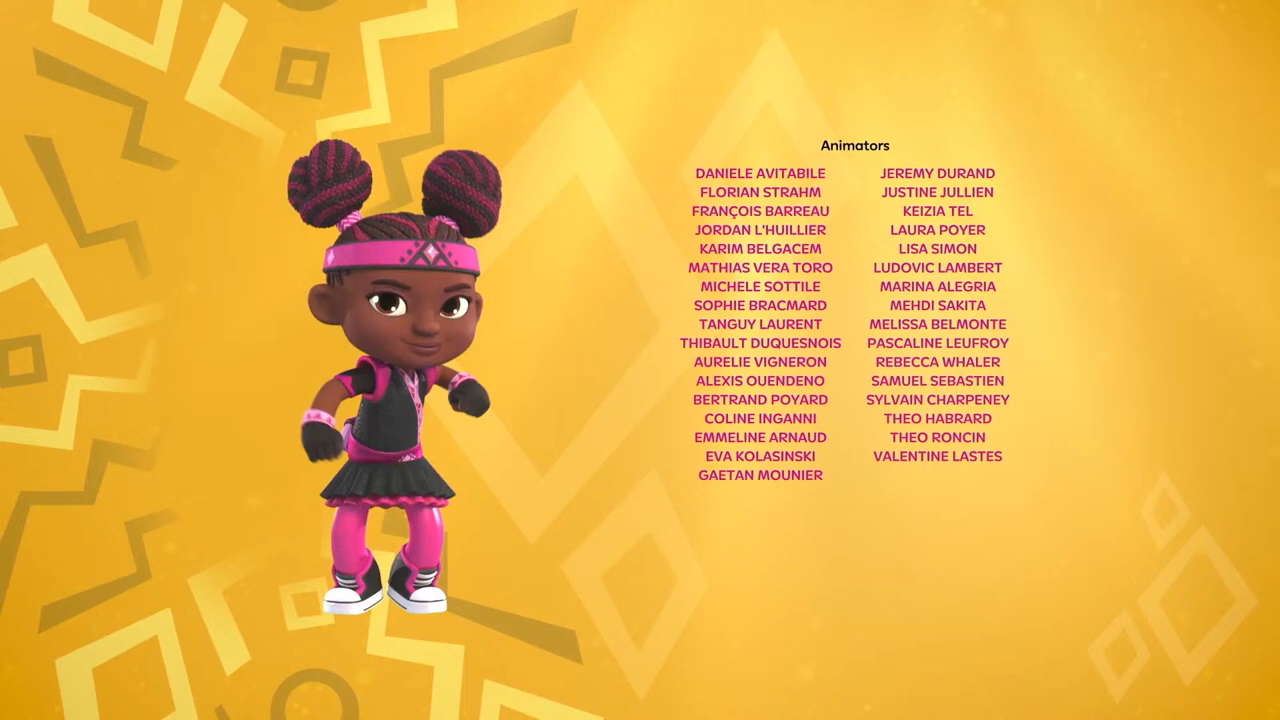 Animators
DANIELE AVITABILE
FLORIAN STRAHM
FRANÇOIS BARREAU
JORDAN L'HUILLIER
KARIM BELGACEM
MATHIAS VERA TORO
MICHELE SOTTILE
SOPHIE BRACMARD
TANGUY LAURENT
THIBAULT DUQUESNOIS
AURELIE VIGNERON
ALEXIS OUENDENO
BERTRAND POYARD
COLINE INGANNI
EMMELINE ARNAUD
EVA KOLASINSKI
GAETAN MOUNIER
JEREMY DURAND
JUSTINE JULLIEN
KEIZIA TEL
LAURA POYER
LISA SIMON
LUDOVIC LAMBERT
MARINA ALEGRIA
MEHDI SAKITA
MELISSA BELMONTE
PASCALINE LEUFROY
REBECCA WHALER
SAMUEL SEBASTIEN
SYLVAIN CHARPENEY
THEO HABRARD
THEO RONCIN
VALENTINE LASTES